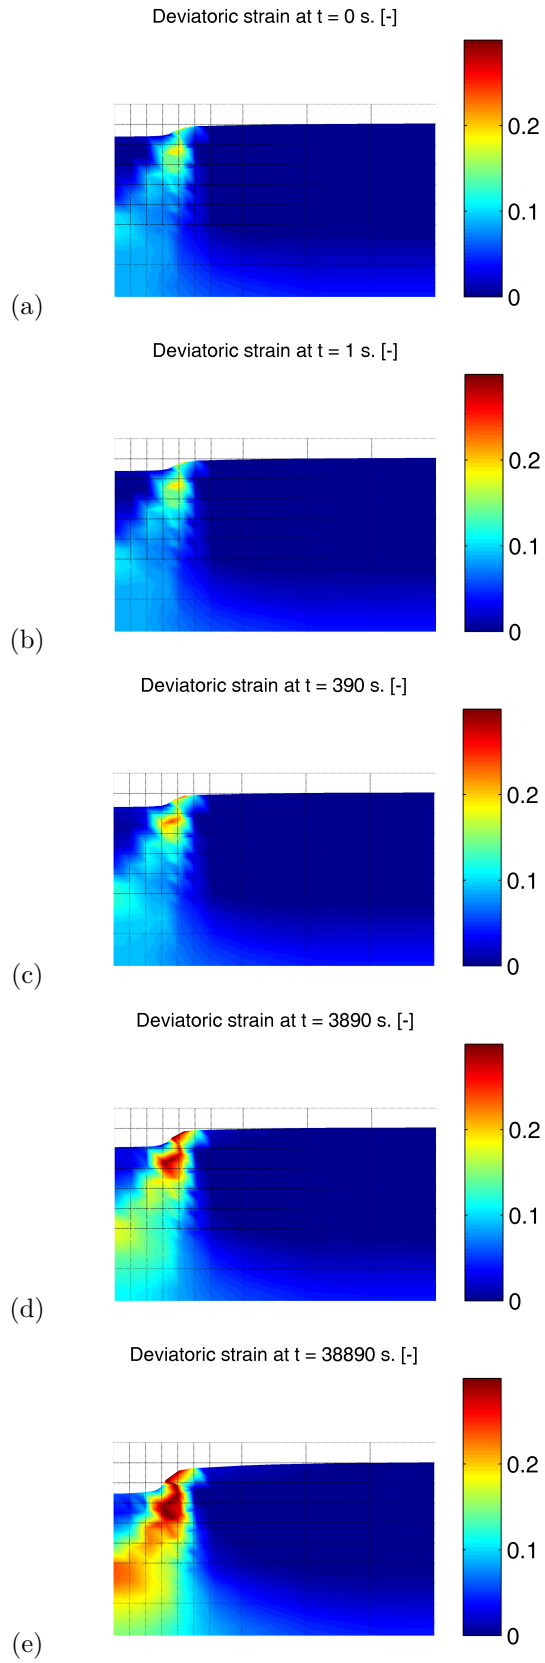 Deviatoric strain at t = 0 s. [-]
0.2
0.1
0
(a)
Deviatoric strain at t = 1 s. [-]
0.2
0.1
0
(b)
Deviatoric strain at t = 390 s. [-]
0.2
0.1
0
(c)
Deviatoric strain at t = 3890 s. [-]
0.2
0.1
0
(d)
Deviatoric strain at t = 38890 s. [-]
0.2
0.1
0
(e)